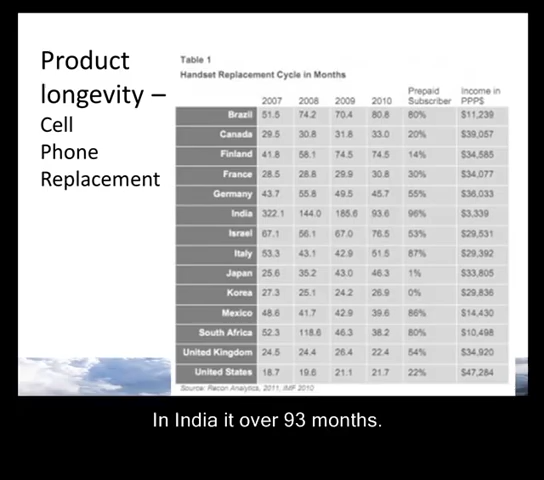 Product
longevity –
Cell
Phone
Replacement
Table 1
Handset Replacement Cycle in Months
2007 2008 2009 2010 Prepaid Subscriber Income in PPP$
Brazil 51.5 74.2 70.4 80.8 80% $11,239
Canada 29.5 30.8 31.8 33.0 20% $39,057
Finland 41.8 58.1 74.5 74.5 14% $34,585
France 28.5 28.8 29.9 30.8 30% $34,077
Germany 43.7 55.8 49.5 45.7 55% $36,033
India 322.1 144.0 185.6 93.6 96% $3,339
Israel 67.1 56.1 67.0 76.5 53% $29,531
Italy 53.3 43.1 42.9 51.5 87% $29,392
Japan 25.6 35.2 43.0 46.3 1% $33,805
Korea 27.3 25.1 24.2 26.9 0% $29,836
Mexico 48.6 41.7 42.9 39.6 86% $14,430
South Africa 52.3 118.6 46.3 38.2 80% $10,498
United Kingdom 24.5 24.4 26.4 22.4 54% $34,920
United States 18.7 19.6 21.1 21.7 22% $47,284
Source: Recon Analytics, 2011, IMF 2010
In India it over 93 months.